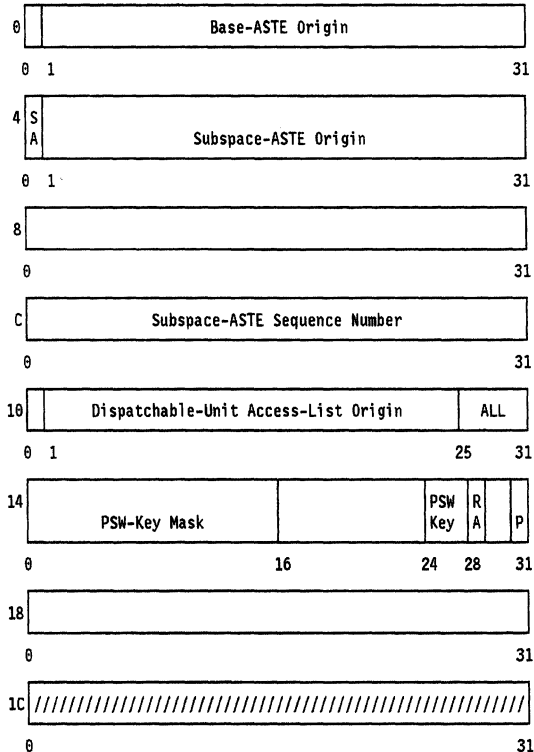 0 Base-ASTE Origin
0 1 31
4 S
A Subspace-ASTE Origin
0 1 31
8
0 31
C Subspace-ASTE Sequence Number
0 31
10 Dispatchable-Unit Access-List Origin ALL
0 1 25 31
14 PSW R
PSW-Key Mask Key A P
0 16 24 28 31
18
0 31
1C ///////////////////////////////////////////////
0 31